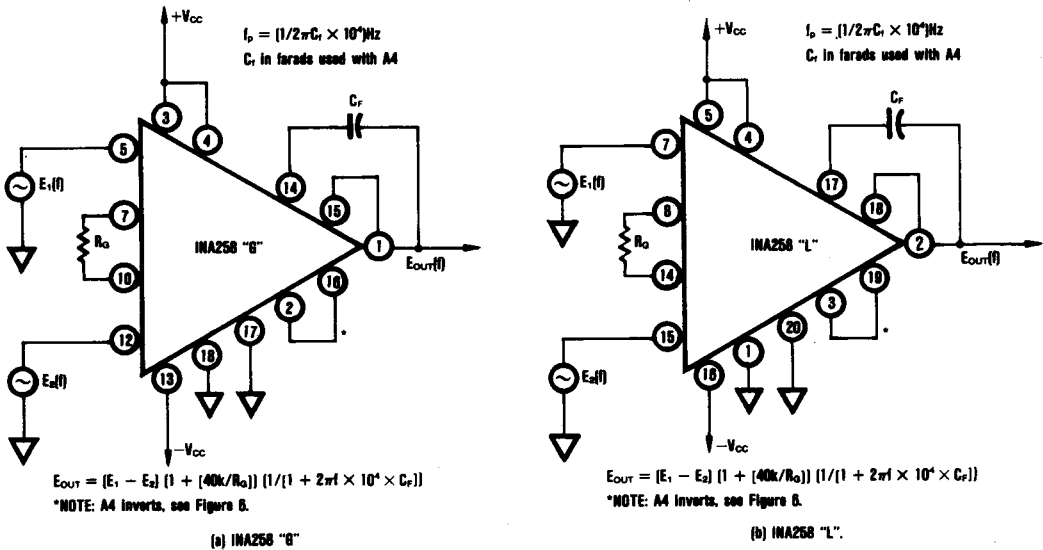 +VCC
fp = (1/2πCf × 10⁴)Hz
Cf in farads used with A4
CF
3
4
5
14
E1(f)
7
15
RG
INA258 "G"
1
EOUT(f)
10
16
2
*
12
17
18
E2(f)
13
−VCC
EOUT = (E1 − E2) (1 + [40k/RG]) (1/[1 + 2πf × 10⁴ × CF])
*NOTE: A4 inverts, see Figure 6.
(a) INA258 "G"
+VCC
fp = (1/2πCf × 10⁴)Hz
Cf in farads used with A4
CF
5
4
7
17
E1(f)
8
18
RG
INA258 "L"
2
EOUT(f)
14
19
3
*
15
20
1
E2(f)
16
−VCC
EOUT = (E1 − E2) (1 + [40k/RG]) (1/[1 + 2πf × 10⁴ × CF])
*NOTE: A4 inverts, see Figure 6.
(b) INA258 "L".